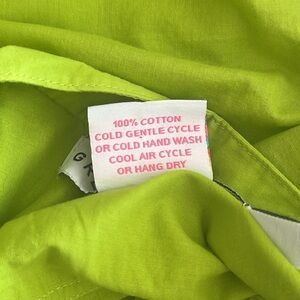 100% COTTON
COLD GENTLE CYCLE
OR COLD HAND WASH
COOL AIR CYCLE
OR HANG DRY
G